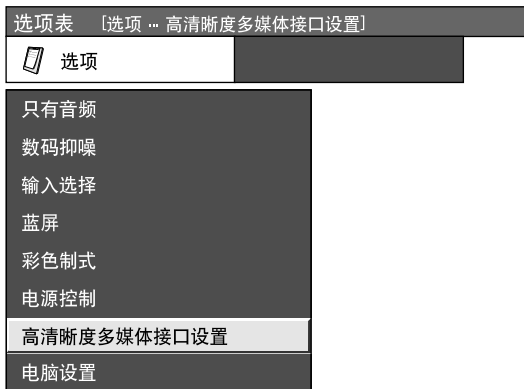 选项表 [选项 ··· 高清晰度多媒体接口设置]
选项
只有音频
数码抑噪
输入选择
蓝屏
彩色制式
电源控制
高清晰度多媒体接口设置
电脑设置